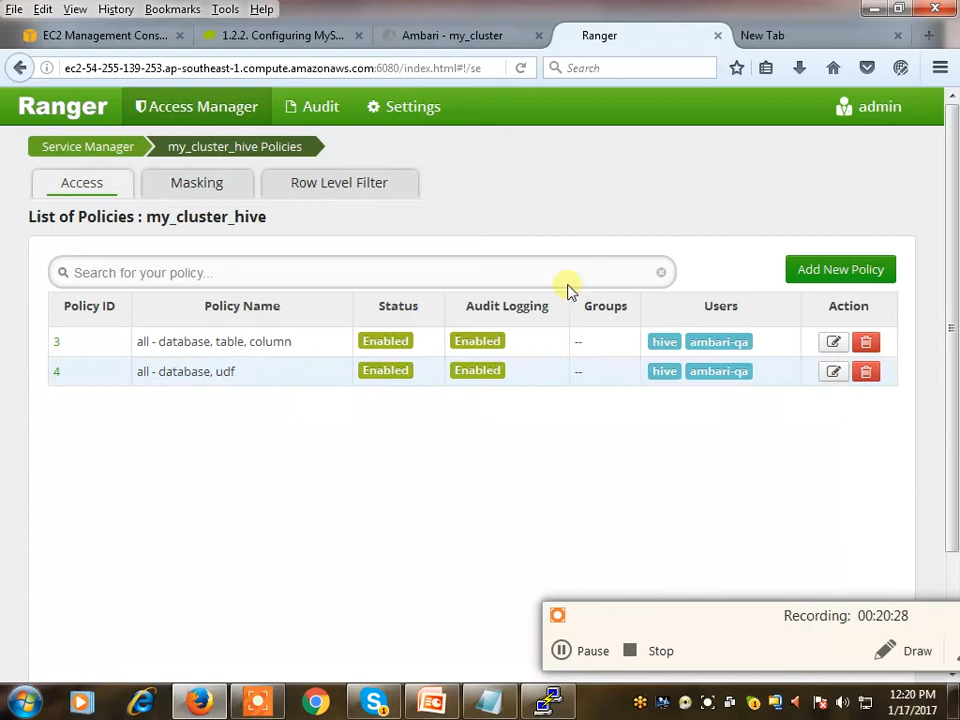 File Edit View History Bookmarks Tools Help
EC2 Management Cons... × 1.2.2. Configuring MyS... × Ambari - my_cluster × Ranger × New Tab × +
ec2-54-255-139-253.ap-southeast-1.compute.amazonaws.com:6080/index.html#!/se Search
Ranger Access Manager Audit Settings admin
Service Manager my_cluster_hive Policies
Access Masking Row Level Filter
List of Policies : my_cluster_hive
Search for your policy... Add New Policy
Policy ID Policy Name Status Audit Logging Groups Users Action
3 all - database, table, column Enabled Enabled -- hive ambari-qa
4 all - database, udf Enabled Enabled -- hive ambari-qa
Recording: 00:20:28
Pause Stop Draw
12:20 PM
1/17/2017